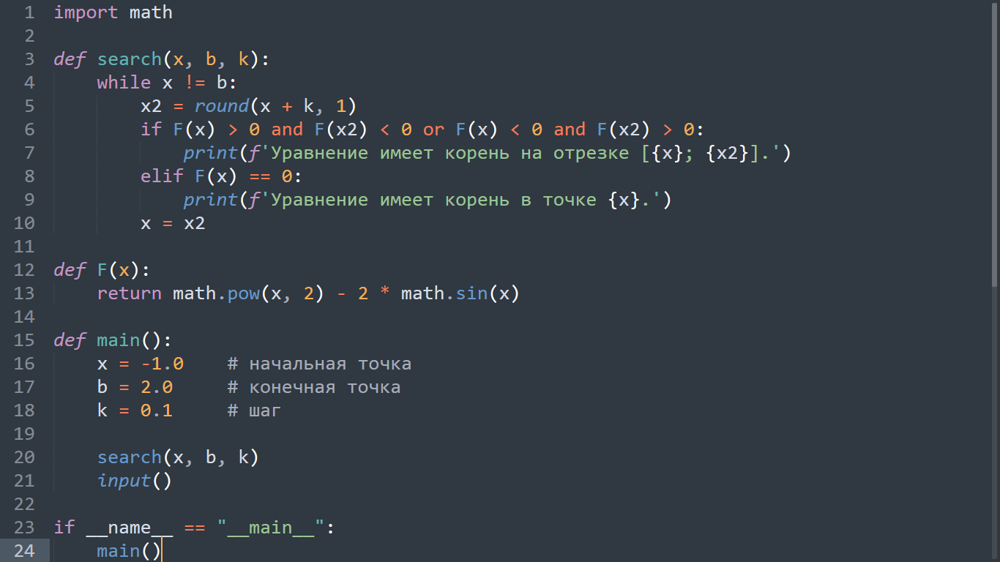 1 import math
2
3 def search(x, b, k):
4     while x != b:
5         x2 = round(x + k, 1)
6         if F(x) > 0 and F(x2) < 0 or F(x) < 0 and F(x2) > 0:
7             print(f'Уравнение имеет корень на отрезке [{x}; {x2}].')
8         elif F(x) == 0:
9             print(f'Уравнение имеет корень в точке {x}.')
10         x = x2
11
12 def F(x):
13     return math.pow(x, 2) - 2 * math.sin(x)
14
15 def main():
16     x = -1.0    # начальная точка
17     b = 2.0     # конечная точка
18     k = 0.1     # шаг
19
20     search(x, b, k)
21     input()
22
23 if __name__ == "__main__":
24     main()